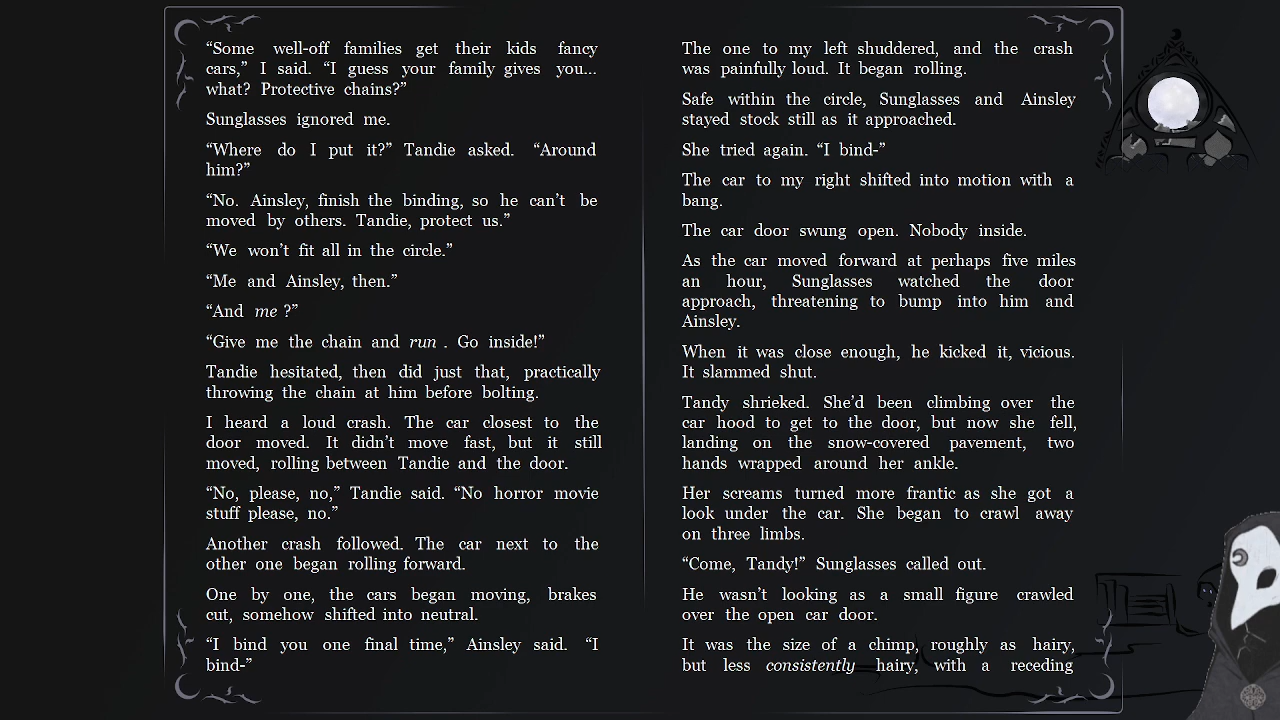 “Some well-off families get their kids fancy
cars,” I said. “I guess your family gives you...
what? Protective chains?”
Sunglasses ignored me.
“Where do I put it?” Tandie asked. “Around
him?”
“No. Ainsley, finish the binding, so he can’t be
moved by others. Tandie, protect us.”
“We won’t fit all in the circle.”
“Me and Ainsley, then.”
“And me ?”
“Give me the chain and run . Go inside!”
Tandie hesitated, then did just that, practically
throwing the chain at him before bolting.
I heard a loud crash. The car closest to the
door moved. It didn’t move fast, but it still
moved, rolling between Tandie and the door.
“No, please, no,” Tandie said. “No horror movie
stuff please, no.”
Another crash followed. The car next to the
other one began rolling forward.
One by one, the cars began moving, brakes
cut, somehow shifted into neutral.
“I bind you one final time,” Ainsley said. “I
bind-”
The one to my left shuddered, and the crash
was painfully loud. It began rolling.
Safe within the circle, Sunglasses and Ainsley
stayed stock still as it approached.
She tried again. “I bind-”
The car to my right shifted into motion with a
bang.
The car door swung open. Nobody inside.
As the car moved forward at perhaps five miles
an hour, Sunglasses watched the door
approach, threatening to bump into him and
Ainsley.
When it was close enough, he kicked it, vicious.
It slammed shut.
Tandy shrieked. She’d been climbing over the
car hood to get to the door, but now she fell,
landing on the snow-covered pavement, two
hands wrapped around her ankle.
Her screams turned more frantic as she got a
look under the car. She began to crawl away
on three limbs.
“Come, Tandy!” Sunglasses called out.
He wasn’t looking as a small figure crawled
over the open car door.
It was the size of a chimp, roughly as hairy,
but less consistently hairy, with a receding